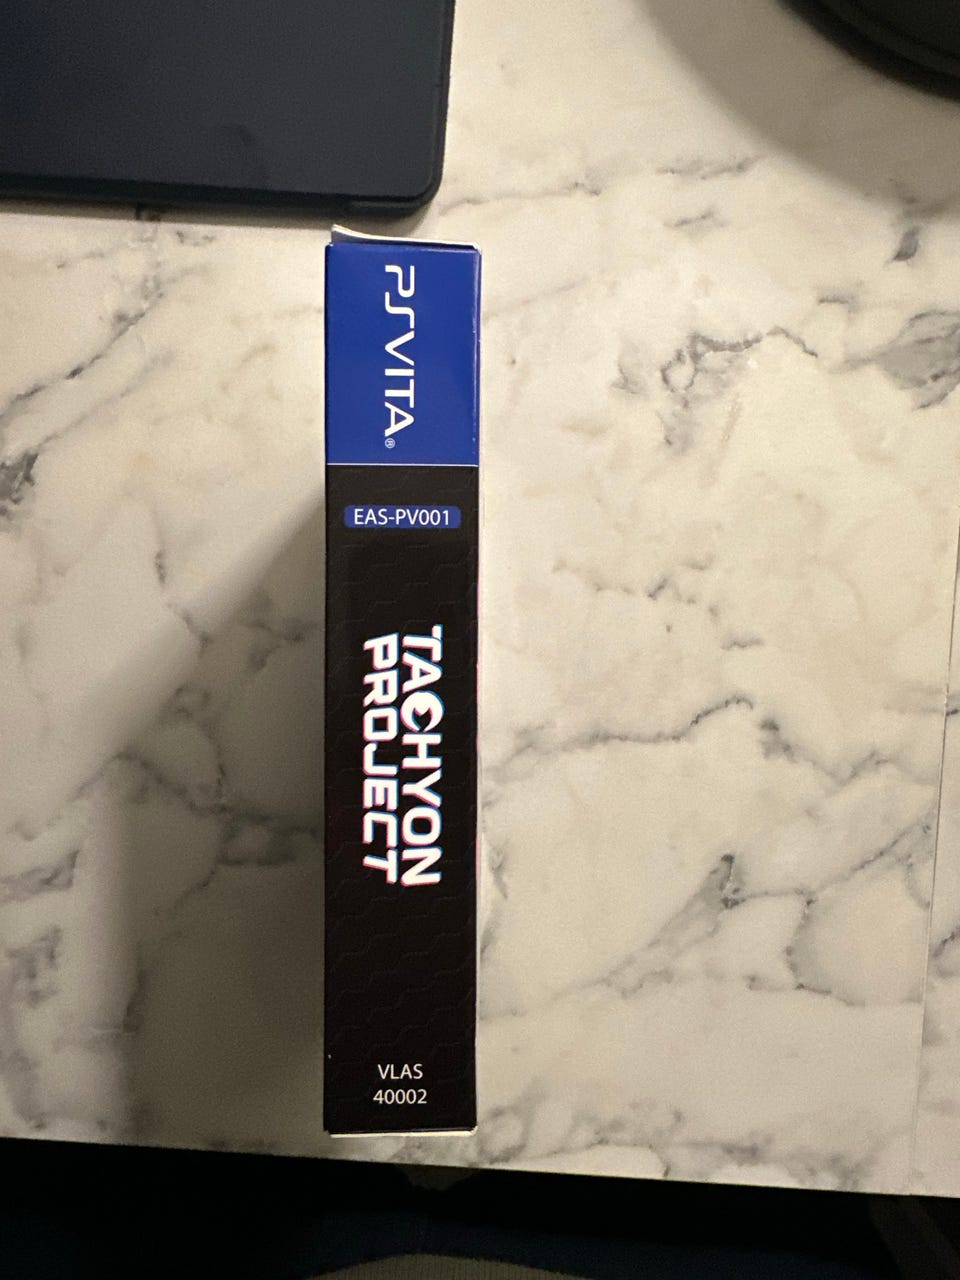 PSVITA®
EAS-PV001
TACHYON
PROJECT
VLAS
40002